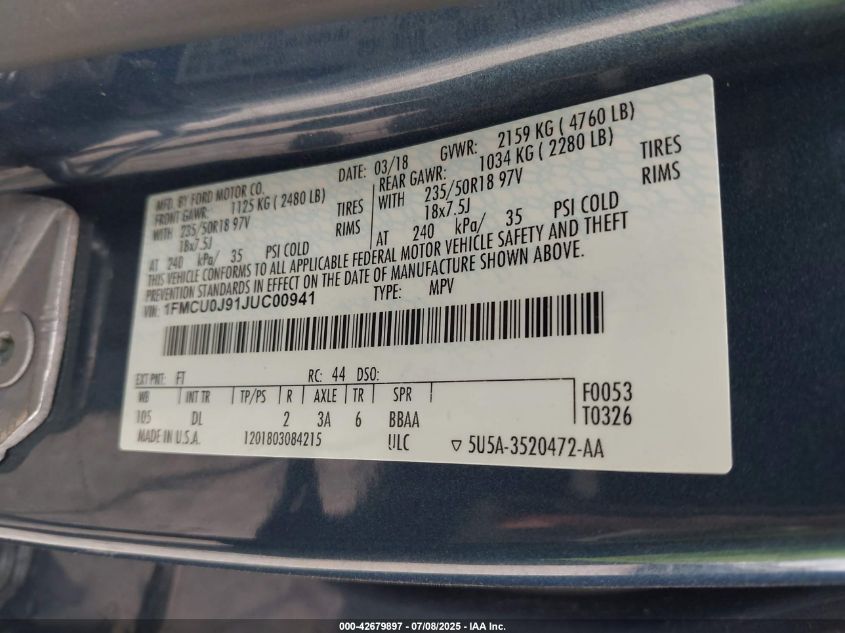 MFD. BY FORD MOTOR CO.
DATE: 03/18 GVWR: 2159 KG ( 4760 LB)
FRONT GAWR: 1125 KG ( 2480 LB)
REAR GAWR: 1034 KG ( 2280 LB)
WITH 235/50R18 97V TIRES
WITH 235/50R18 97V TIRES
18x7.5J RIMS
18x7.5J RIMS
AT 240 kPa/ 35 PSI COLD
AT 240 kPa/ 35 PSI COLD
THIS VEHICLE CONFORMS TO ALL APPLICABLE FEDERAL MOTOR VEHICLE SAFETY AND THEFT
PREVENTION STANDARDS IN EFFECT ON THE DATE OF MANUFACTURE SHOWN ABOVE.
VIN: 1FMCU0J91JUC00941 TYPE: MPV
EXT PNT: FT RC: 44 DSO:
WB INT TR TP/PS R AXLE TR SPR
105 DL 2 3A 6 BBAA
F0053
T0326
MADE IN U.S.A. 1201803084215 ULC ▽ 5U5A-3520472-AA
000-42679897 - 07/08/2025 - IAA Inc.